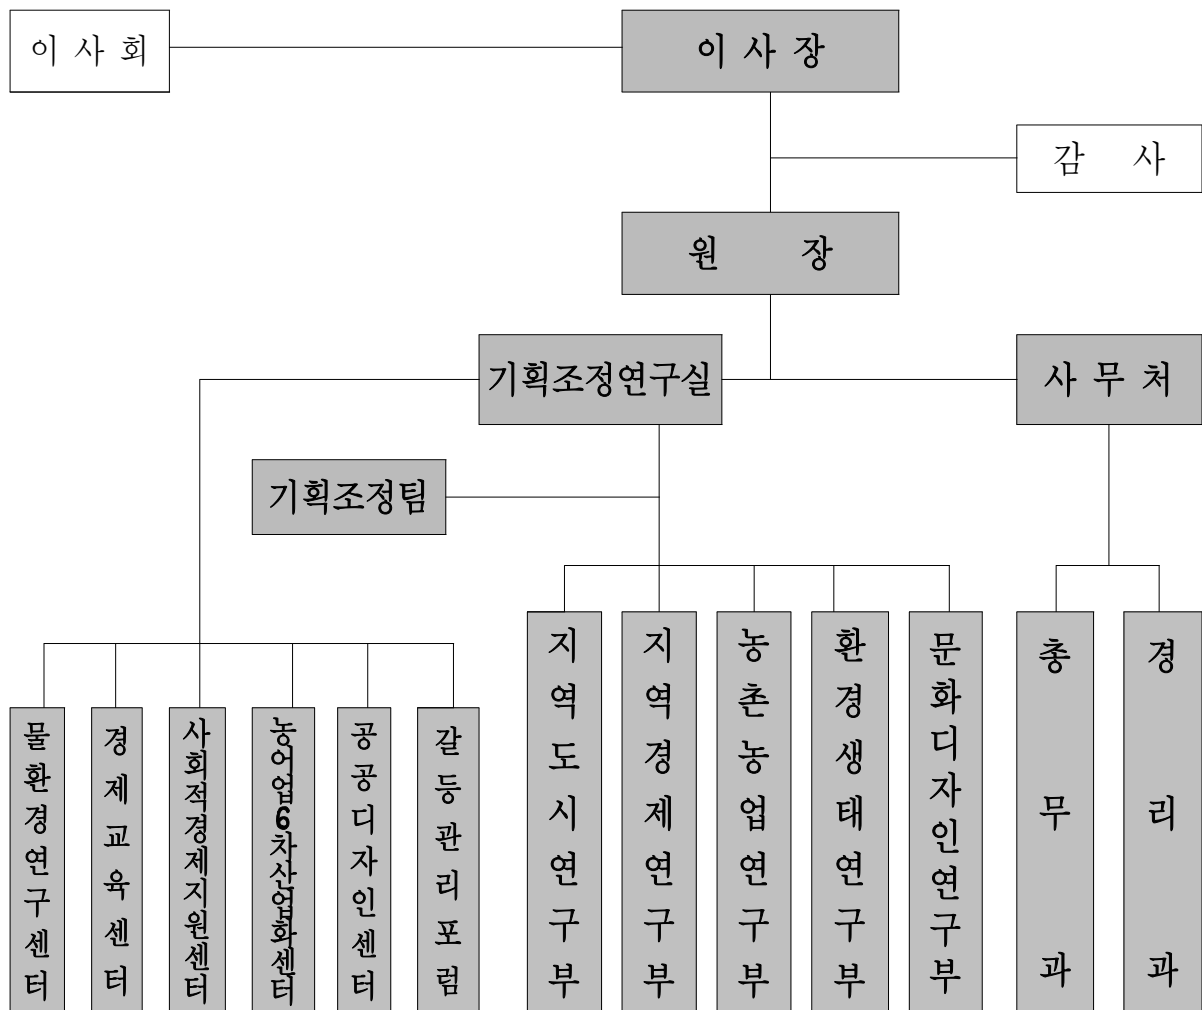 이 사 회
이 사 장
감 사
원 장
기획조정연구실
사 무 처
기획조정팀
물환경연구센터
경제교육센터
사회적경제지원센터
농어업6차산업화센터
공공디자인센터
갈등관리포럼
지역도시연구부
지역경제연구부
농촌농업연구부
환경생태연구부
문화디자인연구부
총무과
경리과